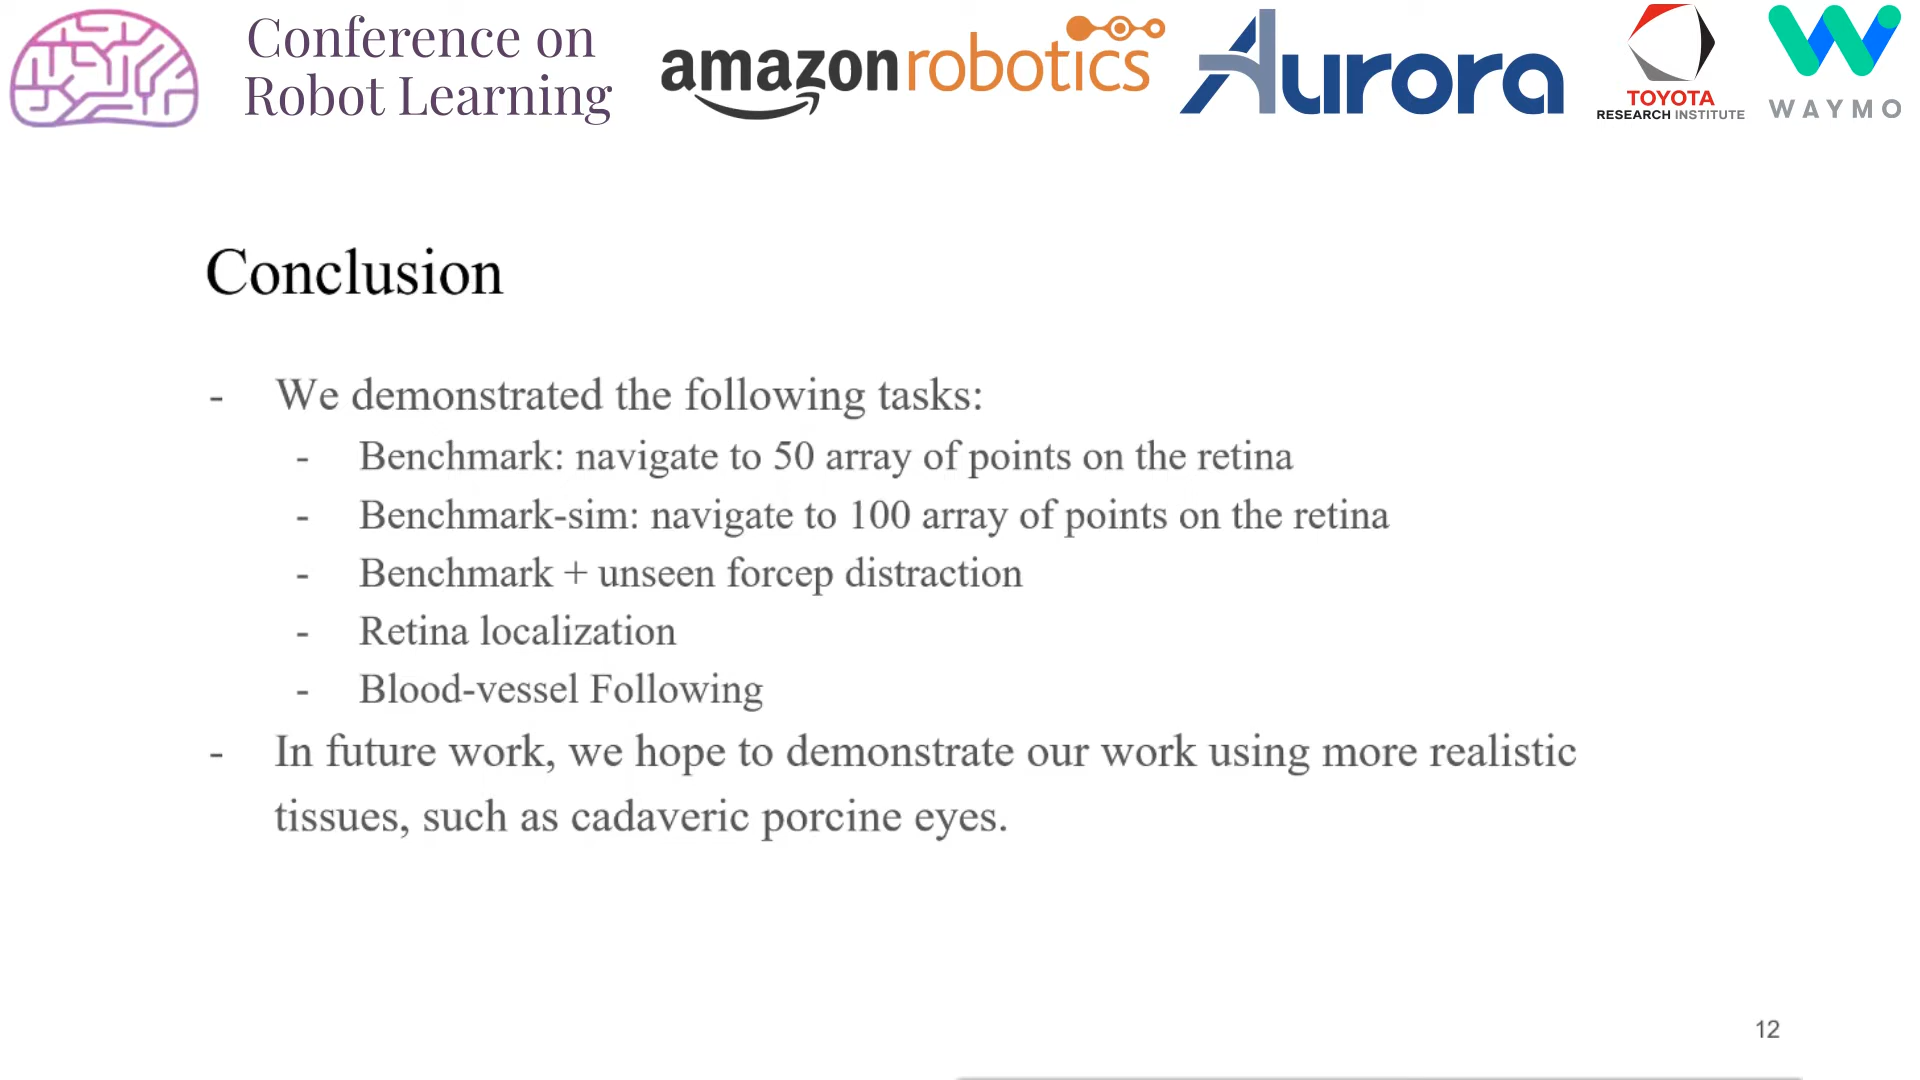 Conference on
Robot Learning
amazon robotics
Aurora
TOYOTA
RESEARCH INSTITUTE
WAYMO
Conclusion
- We demonstrated the following tasks:
- Benchmark: navigate to 50 array of points on the retina
- Benchmark-sim: navigate to 100 array of points on the retina
- Benchmark + unseen forcep distraction
- Retina localization
- Blood-vessel Following
- In future work, we hope to demonstrate our work using more realistic
tissues, such as cadaveric porcine eyes.
12